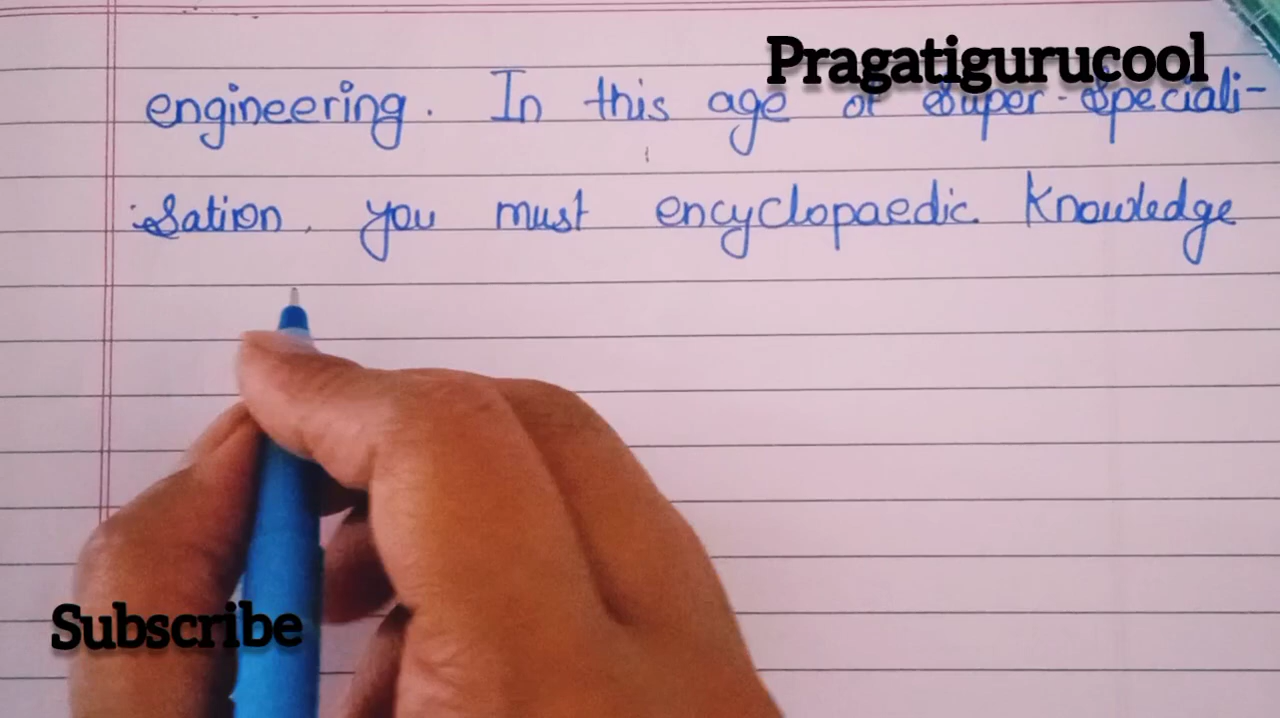 Pragatigurucool
engineering. In this age of Super-Speciali-
sation, you must encyclopaedic Knowledge
Subscribe